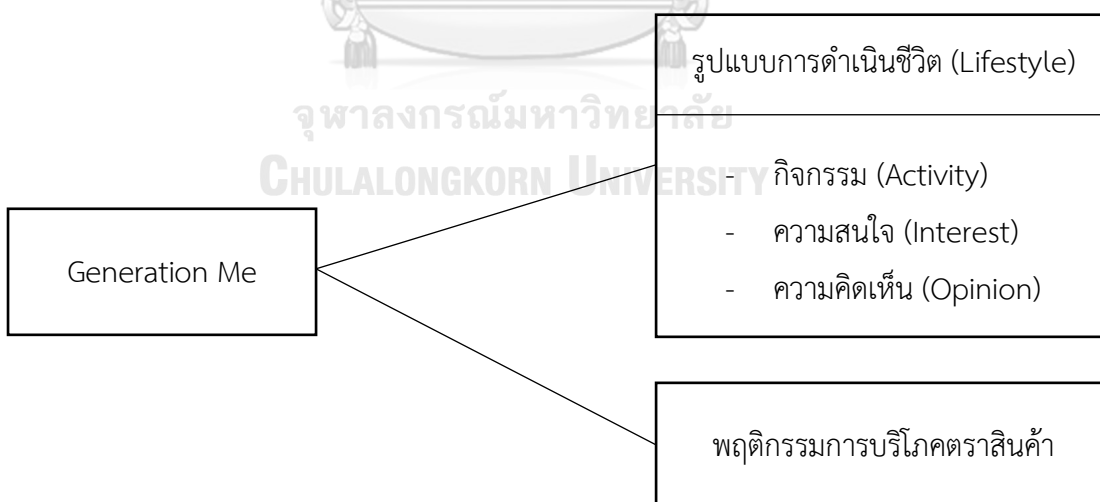 รูปแบบการดำเนินชีวิต (Lifestyle)
จุฬาลงกรณ์มหาวิทยาลัย
CHULALONGKORN UNIVERSITY
- กิจกรรม (Activity)
- ความสนใจ (Interest)
- ความคิดเห็น (Opinion)
Generation Me
พฤติกรรมการบริโภคตราสินค้า